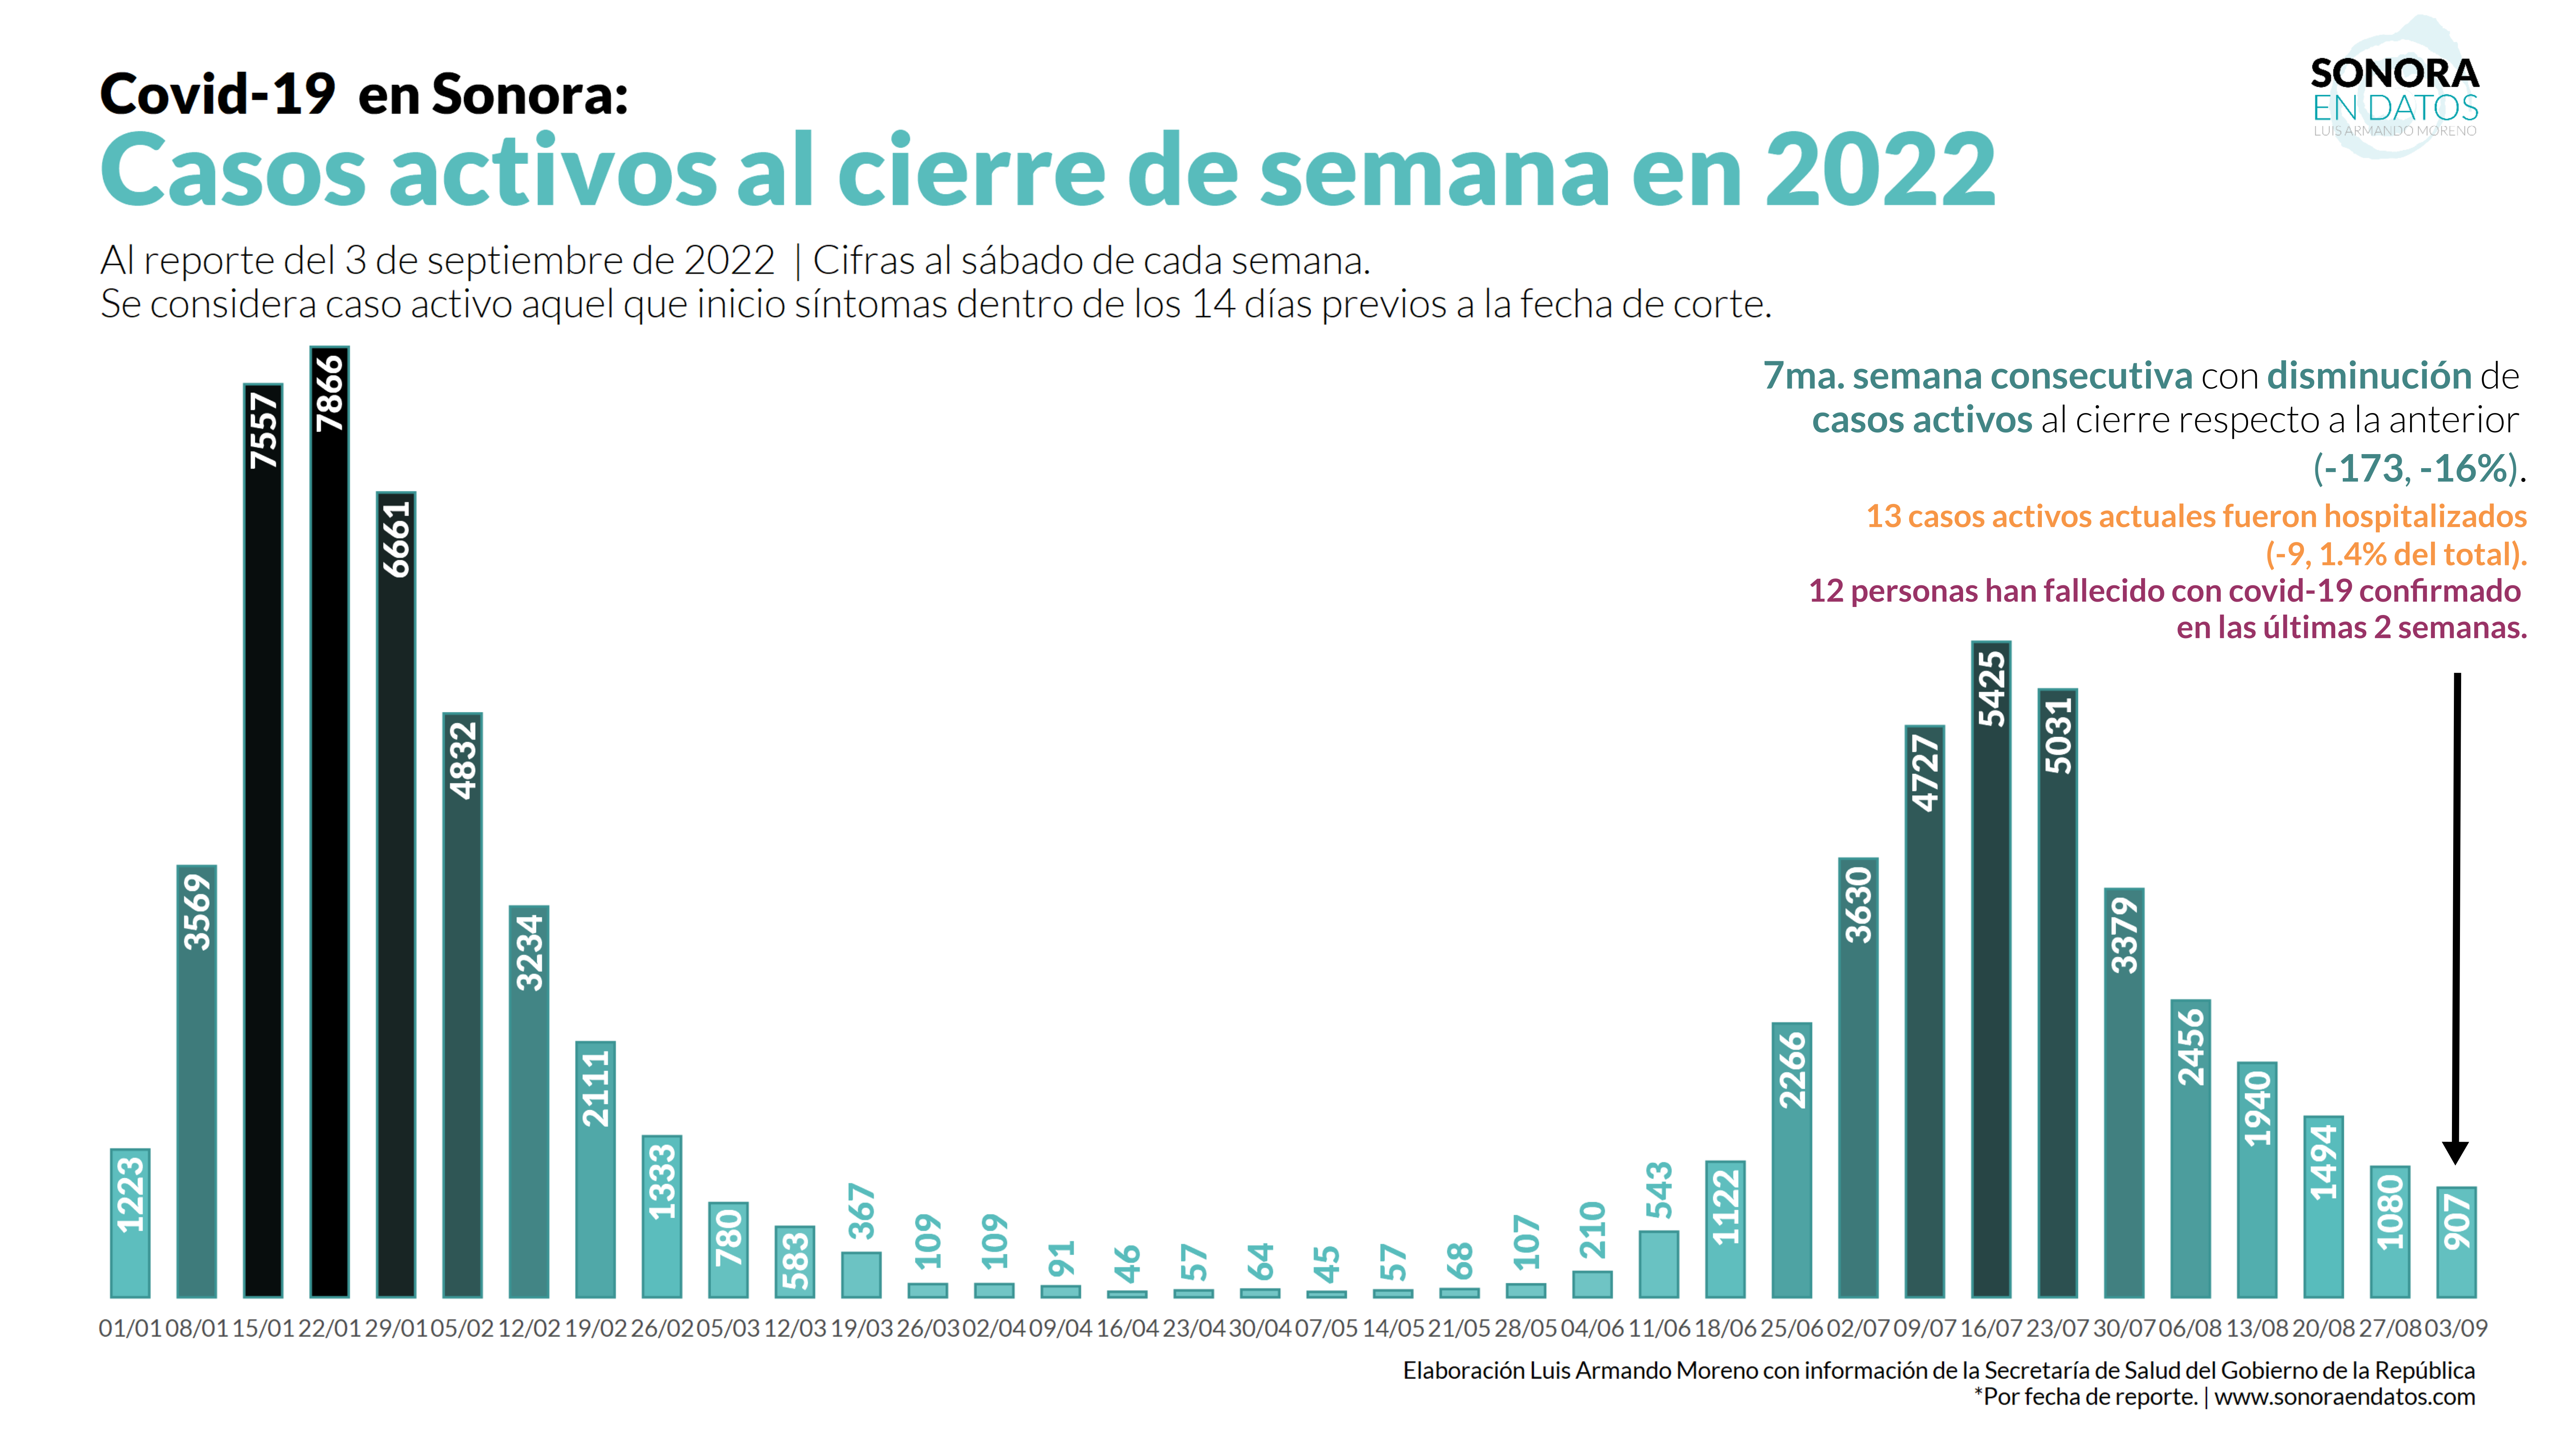 SONORA
EN DATOS
LUIS ARMANDO MORENO
Covid-19 en Sonora:
Casos activos al cierre de semana en 2022
Al reporte del 3 de septiembre de 2022 | Cifras al sábado de cada semana.
Se considera caso activo aquel que inicio síntomas dentro de los 14 días previos a la fecha de corte.
7ma. semana consecutiva con disminución de
casos activos al cierre respecto a la anterior
(-173, -16%).
13 casos activos actuales fueron hospitalizados
(-9, 1.4% del total).
12 personas han fallecido con covid-19 confirmado
en las últimas 2 semanas.
1223 3569 7557 7866 6661 4832 3234 2111 1333 780 583 367 109 109 91 46 57 64 45 57 68 107 210 543 1122 2266 3630 4727 5425 5031 3379 2456 1940 1494 1080 907
01/01 08/01 15/01 22/01 29/01 05/02 12/02 19/02 26/02 05/03 12/03 19/03 26/03 02/04 09/04 16/04 23/04 30/04 07/05 14/05 21/05 28/05 04/06 11/06 18/06 25/06 02/07 09/07 16/07 23/07 30/07 06/08 13/08 20/08 27/08 03/09
Elaboración Luis Armando Moreno con información de la Secretaría de Salud del Gobierno de la República
*Por fecha de reporte. | www.sonoraendatos.com